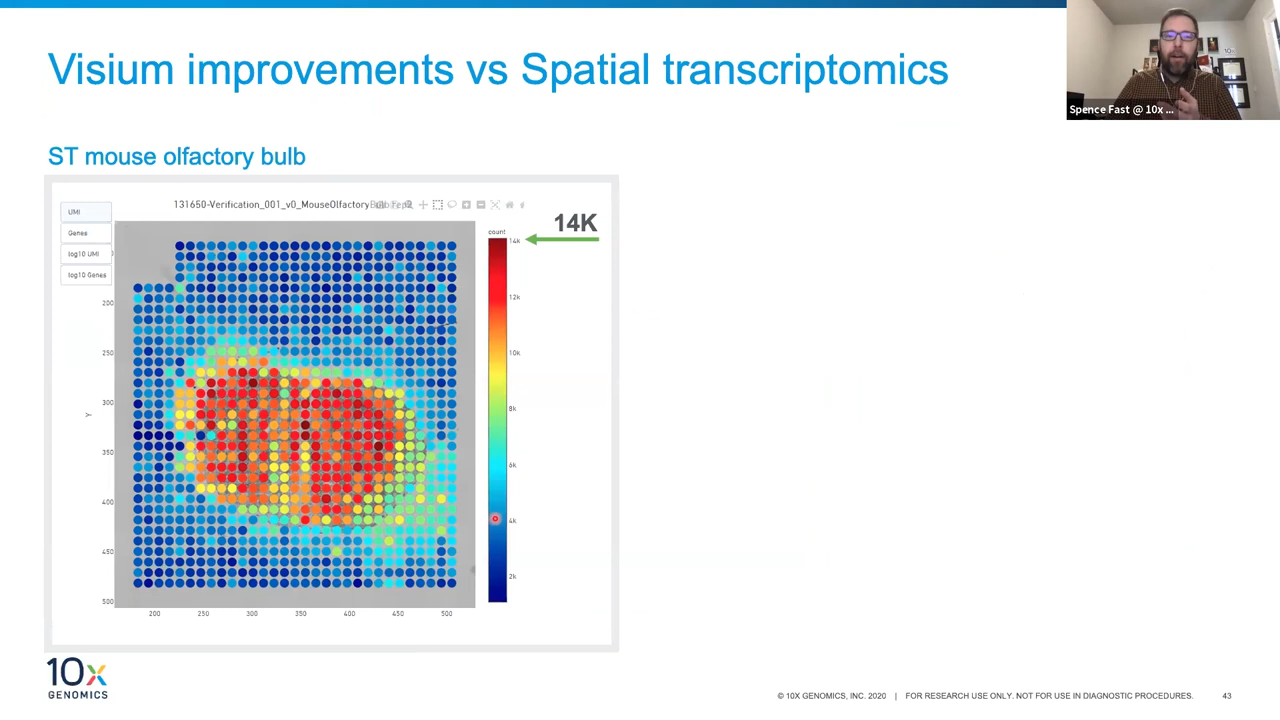 Visium improvements vs Spatial transcriptomics
Spence Fast @ 10x ...
ST mouse olfactory bulb
131650-Verification_001_v0_MouseOlfactory
UMI
Genes
log10 UMI
log10 Genes
14K
count
14k
12k
10k
8k
6k
4k
2k
Y
200
250
300
350
400
450
500
200
250
300
350
400
450
500
10x
GENOMICS
© 10X GENOMICS, INC. 2020 | FOR RESEARCH USE ONLY. NOT FOR USE IN DIAGNOSTIC PROCEDURES.
43